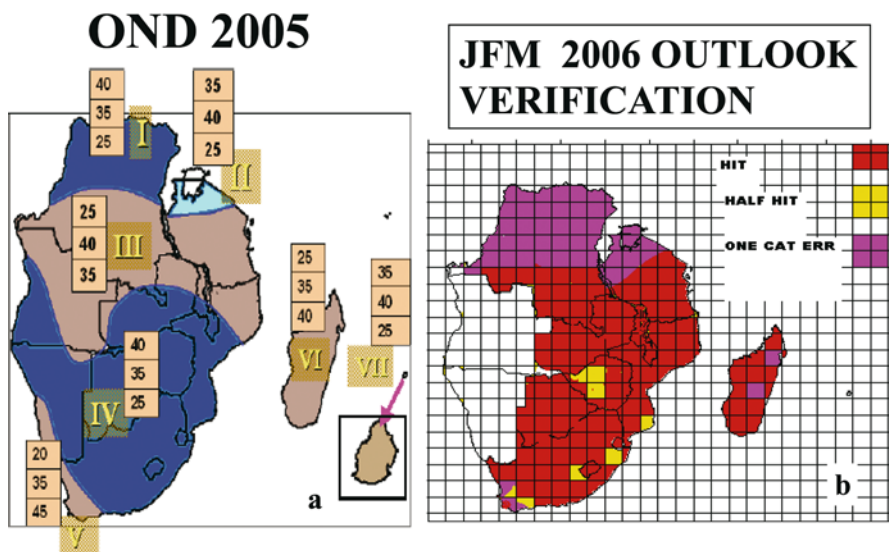 OND 2005
40
35
25
I
35
40
25
II
25
40
35
III
25
35
40
VI
35
40
25
VII
40
35
25
IV
20
35
45
V
a
JFM 2006 OUTLOOK
VERIFICATION
HIT
HALF HIT
ONE CAT ERR
b